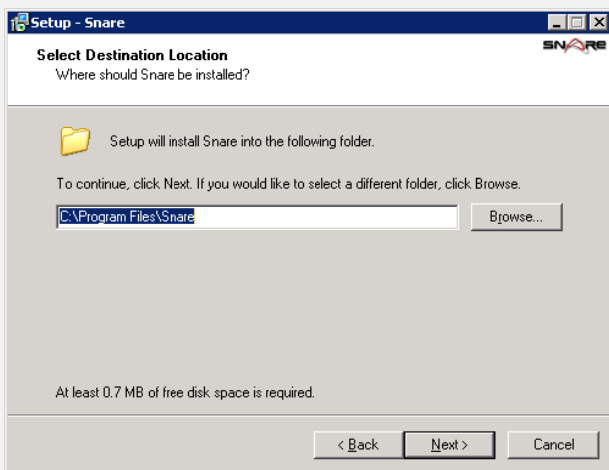 Setup - Snare
SNARE
Select Destination Location
Where should Snare be installed?
Setup will install Snare into the following folder.
To continue, click Next. If you would like to select a different folder, click Browse.
C:\Program Files\Snare
Browse...
At least 0.7 MB of free disk space is required.
< Back Next > Cancel